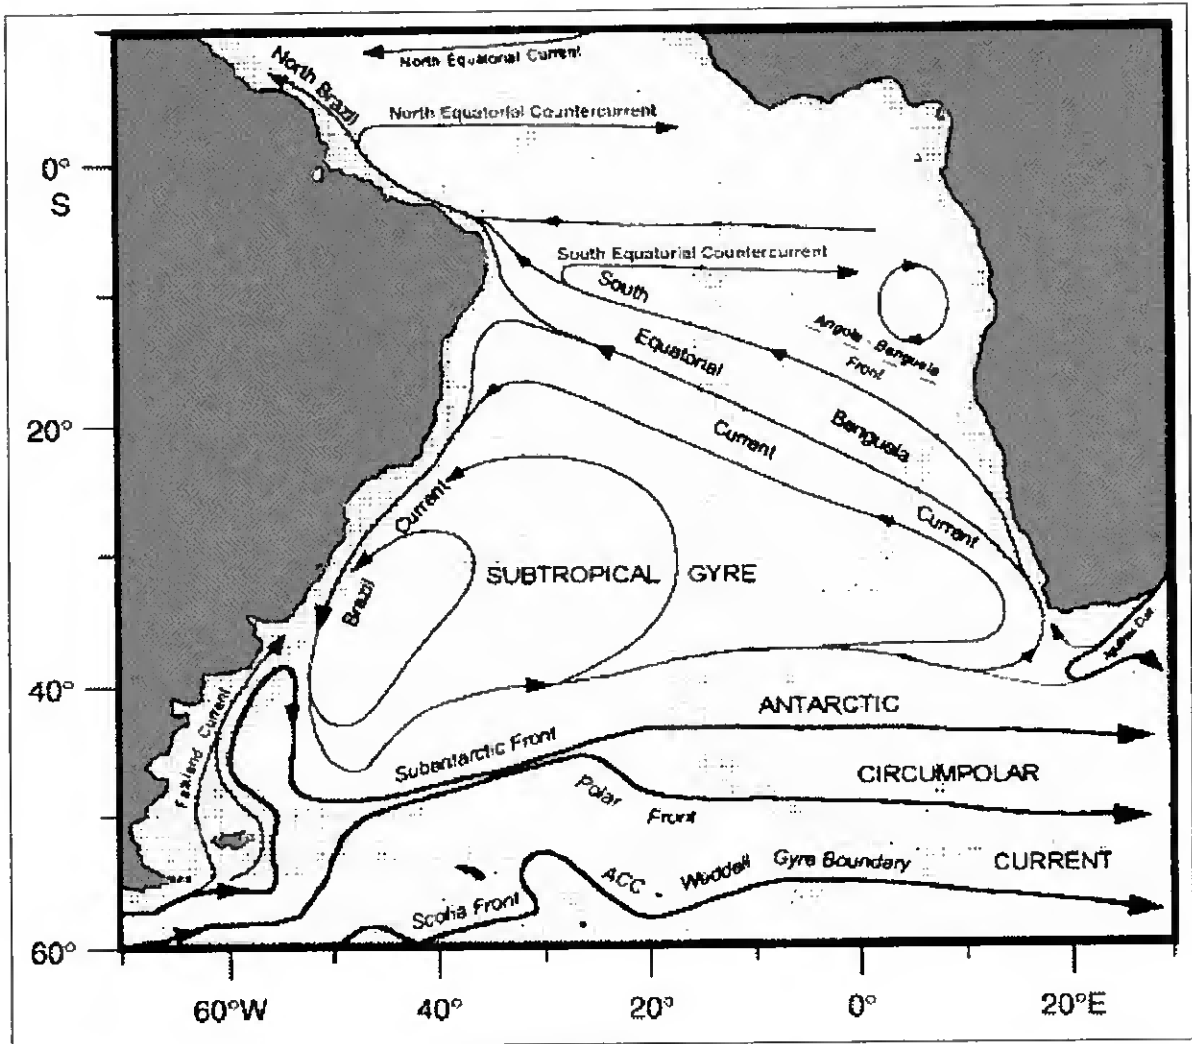 North Equatorial Current
North Brazil
North Equatorial Countercurrent
0°
S
South Equatorial Countercurrent
South
Equatorial
Current
Angola - Benguela
Front
Benguela
Current
20°
Current
Brazil
SUBTROPICAL GYRE
40°
Falkland Current
ANTARCTIC
Subantarctic Front
CIRCUMPOLAR
Polar
Front
CURRENT
ACC - Weddell Gyre Boundary
Scotia Front
60°
60°W
40°
20°
0°
20°E